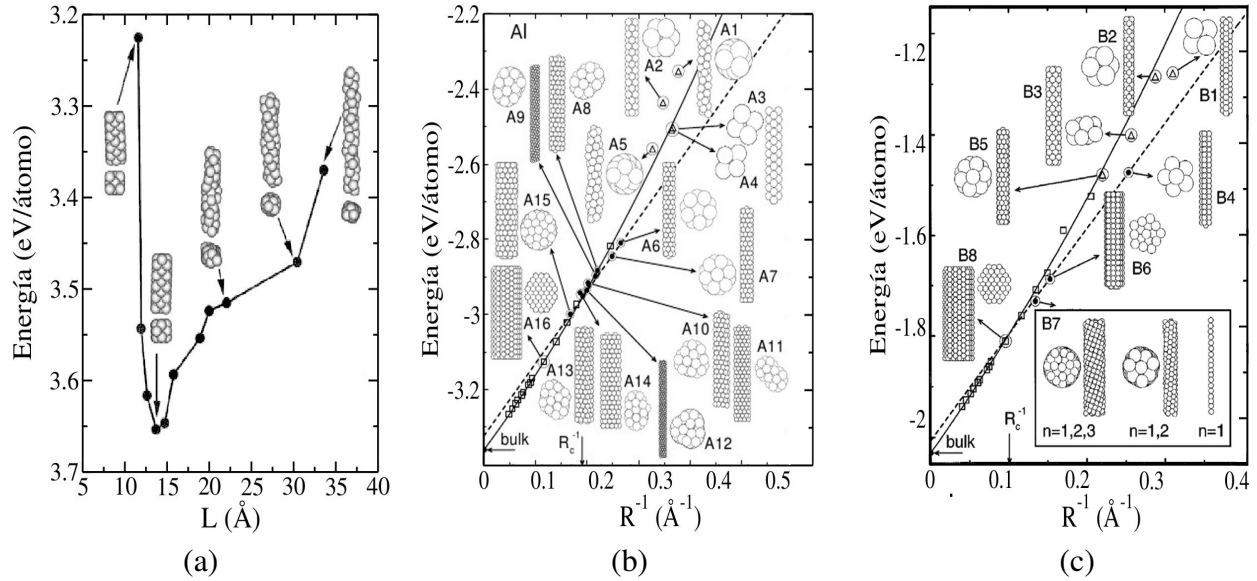 3.2
3.3
3.4
3.5
3.6
3.7
5
10
15
20
25
30
35
40
Energía (eV/átomo)
L (Å)
(a)
-2.2
-2.4
-2.6
-2.8
-3
-3.2
0
0.1
0.2
0.3
0.4
0.5
Energía (eV/átomo)
R⁻¹ (Å⁻¹)
Al
A1
A2
A3
A4
A5
A6
A7
A8
A9
A10
A11
A12
A13
A14
A15
A16
bulk
R_c⁻¹
(b)
-1.2
-1.4
-1.6
-1.8
-2
0
0.1
0.2
0.3
0.4
Energía (eV/átomo)
R⁻¹ (Å⁻¹)
B1
B2
B3
B4
B5
B6
B7
B8
n=1,2,3
n=1,2
n=1
bulk
R_c⁻¹
(c)